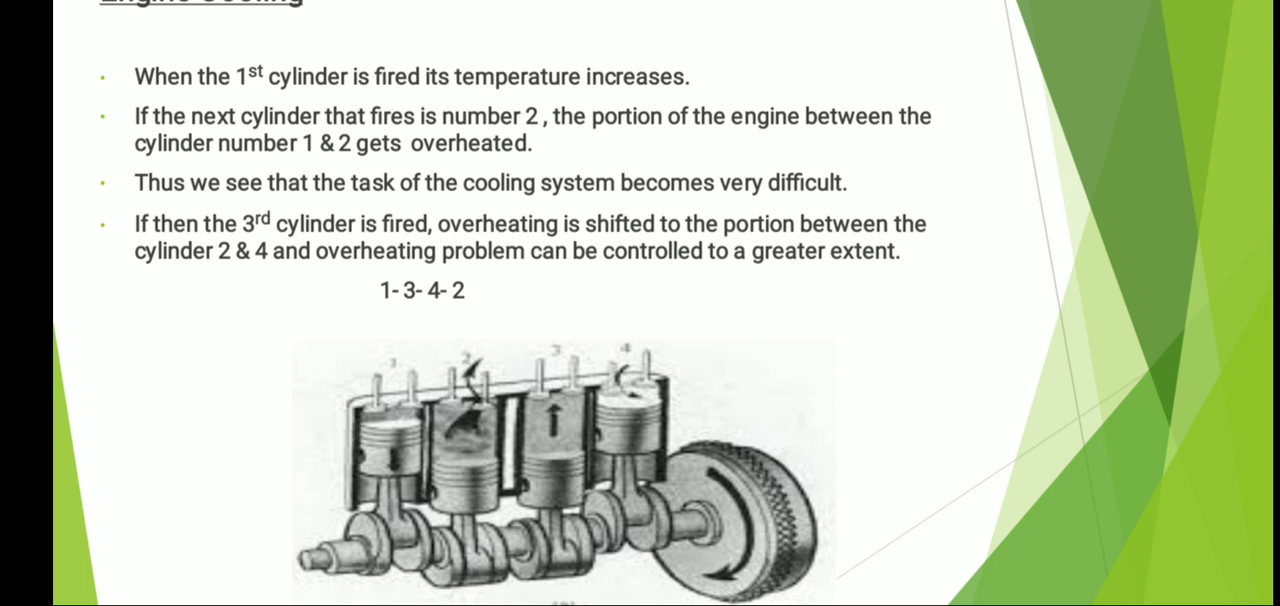 Engine Cooling
When the 1st cylinder is fired its temperature increases.
If the next cylinder that fires is number 2 , the portion of the engine between the
cylinder number 1 & 2 gets overheated.
Thus we see that the task of the cooling system becomes very difficult.
If then the 3rd cylinder is fired, overheating is shifted to the portion between the
cylinder 2 & 4 and overheating problem can be controlled to a greater extent.
1- 3- 4- 2
1 2 3 4